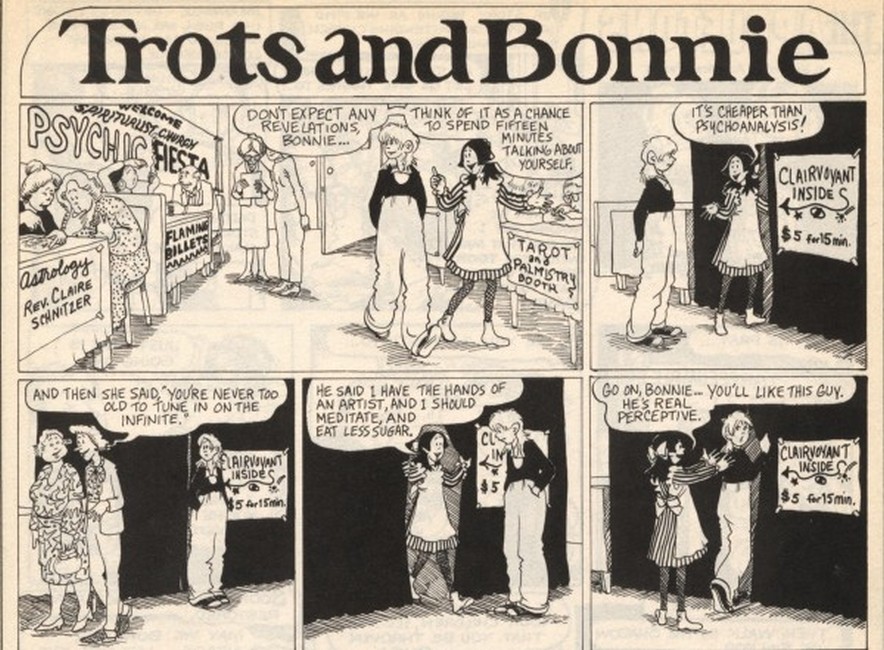 Trots and Bonnie
WELCOME
SPIRITUALIST CHURCH
PSYCHIC
FIESTA
DON'T EXPECT ANY
REVELATIONS,
BONNIE...
THINK OF IT AS A CHANCE
TO SPEND FIFTEEN
MINUTES
TALKING ABOUT
YOURSELF.
FLAMING
BILLETS
Astrology
REV. CLAIRE
SCHNITZER
TAROT
and
PALMISTRY
BOOTH
IT'S CHEAPER THAN
PSYCHOANALYSIS!
CLAIRVOYANT
INSIDE
$5 for 15 min.
AND THEN SHE SAID, "YOU'RE NEVER TOO
OLD TO TUNE IN ON THE
INFINITE."
LAIRVOYANT
INSIDE
$5 for 15 min.
HE SAID I HAVE THE HANDS OF
AN ARTIST, AND I SHOULD
MEDITATE, AND
EAT LESS SUGAR.
CL
IN
$5
GO ON, BONNIE... YOU'LL LIKE THIS GUY.
HE'S REAL
PERCEPTIVE.
CLAIRVOYANT
INSIDE
$5 for 15 min.